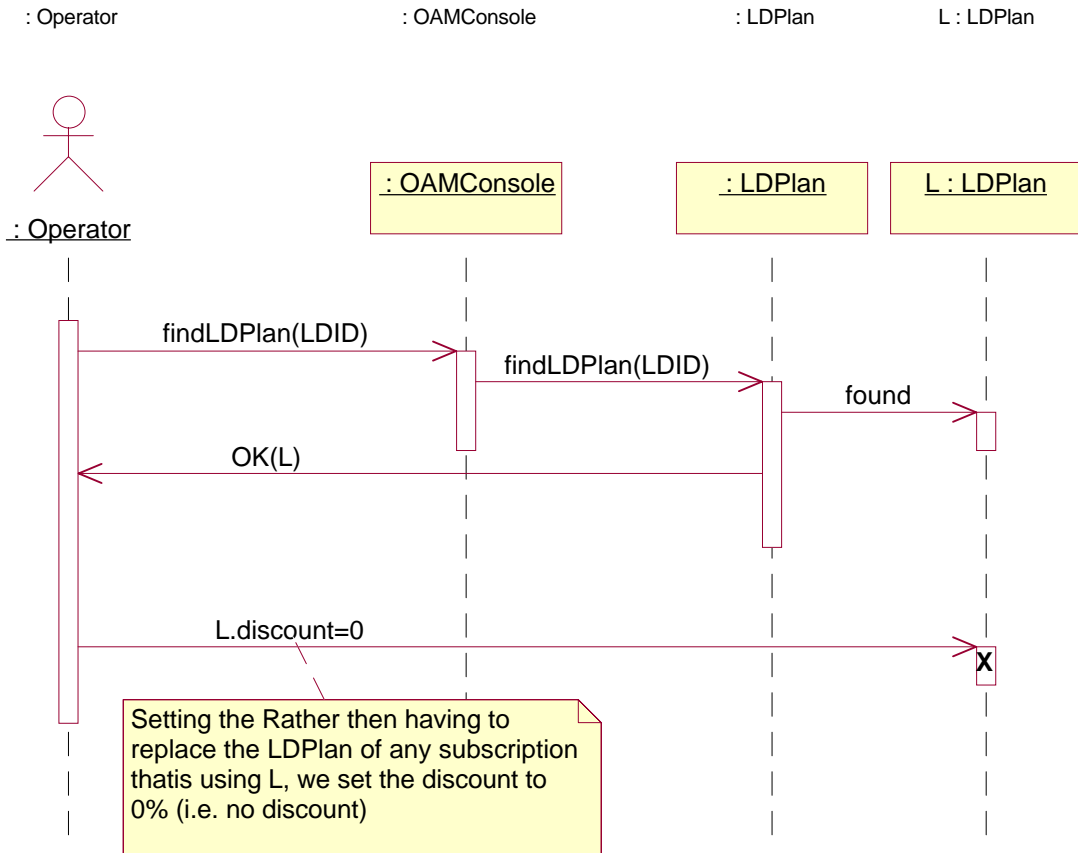 : Operator : OAMConsole : LDPlan L : LDPlan
: OAMConsole : LDPlan L : LDPlan
: Operator
findLDPlan(LDID)
findLDPlan(LDID)
found
OK(L)
L.discount=0
X
Setting the Rather then having to
replace the LDPlan of any subscription
thatis using L, we set the discount to
0% (i.e. no discount)